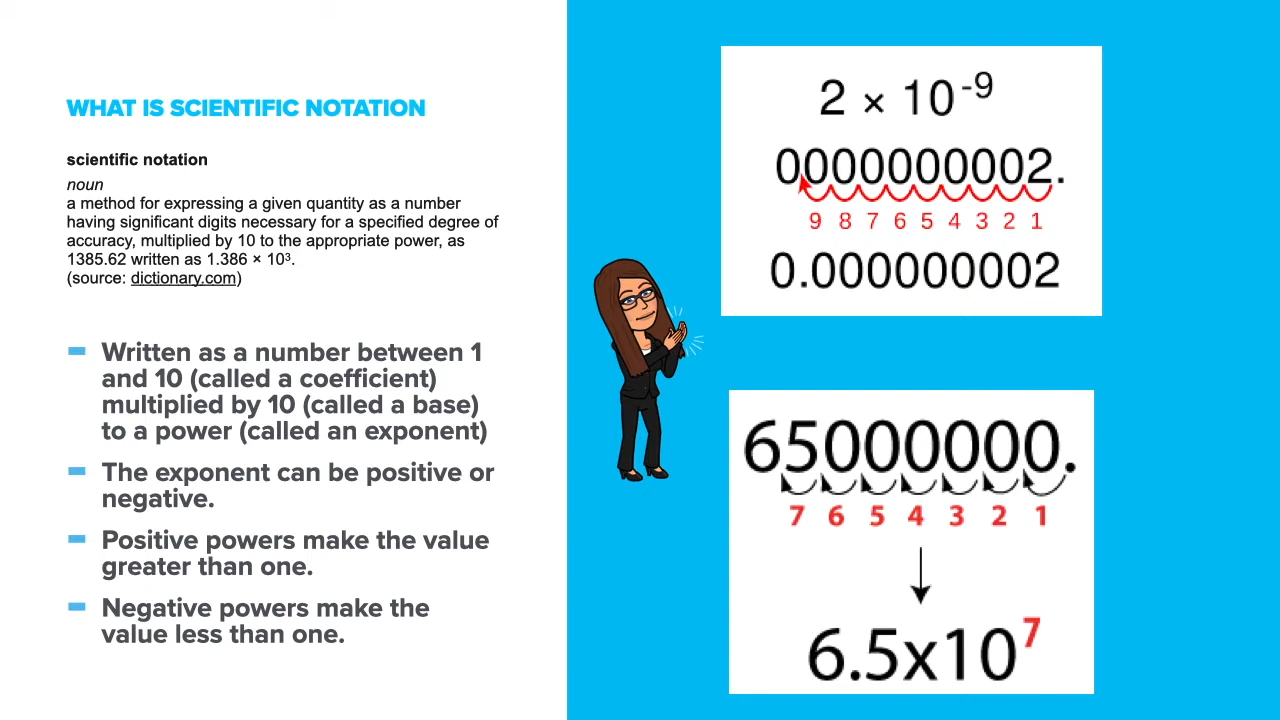 WHAT IS SCIENTIFIC NOTATION
scientific notation
noun
a method for expressing a given quantity as a number
having significant digits necessary for a specified degree of
accuracy, multiplied by 10 to the appropriate power, as
1385.62 written as 1.386 × 10³.
(source: dictionary.com)
Written as a number between 1
and 10 (called a coefficient)
multiplied by 10 (called a base)
to a power (called an exponent)
The exponent can be positive or
negative.
Positive powers make the value
greater than one.
Negative powers make the
value less than one.
2 × 10⁻⁹
0000000002.
9 8 7 6 5 4 3 2 1
0.000000002
65000000.
7 6 5 4 3 2 1
6.5x10⁷